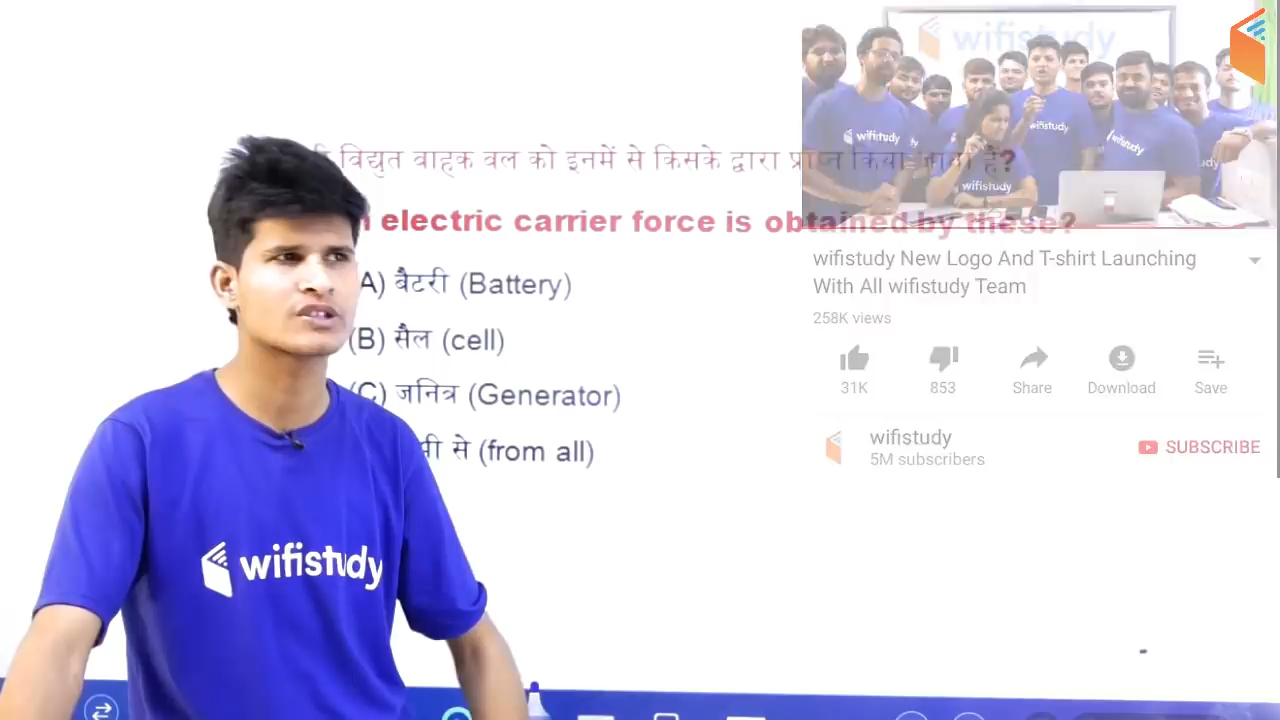 wifistudy
विद्युत वाहक वल को इनमें से किसके द्वारा प्राप्त किया जाता है?
electric carrier force is obtained by these?
A) बैटरी (Battery)
(B) सैल (cell)
(C) जनित्र (Generator)
से (from all)
wifistudy
wifistudy
wifistudy
wifistudy
wifistudy New Logo And T-shirt Launching
With All wifistudy Team
258K views
31K 853 Share Download Save
wifistudy
5M subscribers
SUBSCRIBE
wifistudy